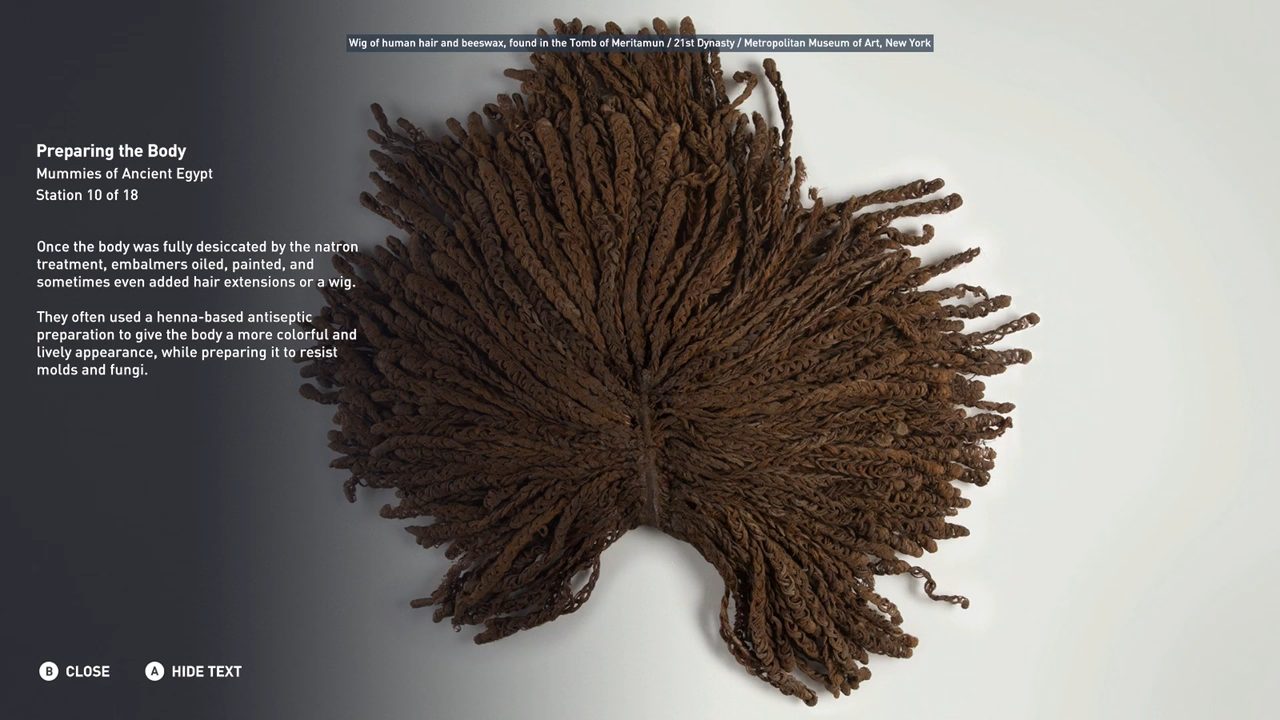 Wig of human hair and beeswax, found in the Tomb of Meritamun / 21st Dynasty / Metropolitan Museum of Art, New York
Preparing the Body
Mummies of Ancient Egypt
Station 10 of 18
Once the body was fully desiccated by the natron
treatment, embalmers oiled, painted, and
sometimes even added hair extensions or a wig.
They often used a henna-based antiseptic
preparation to give the body a more colorful and
lively appearance, while preparing it to resist
molds and fungi.
B CLOSE A HIDE TEXT